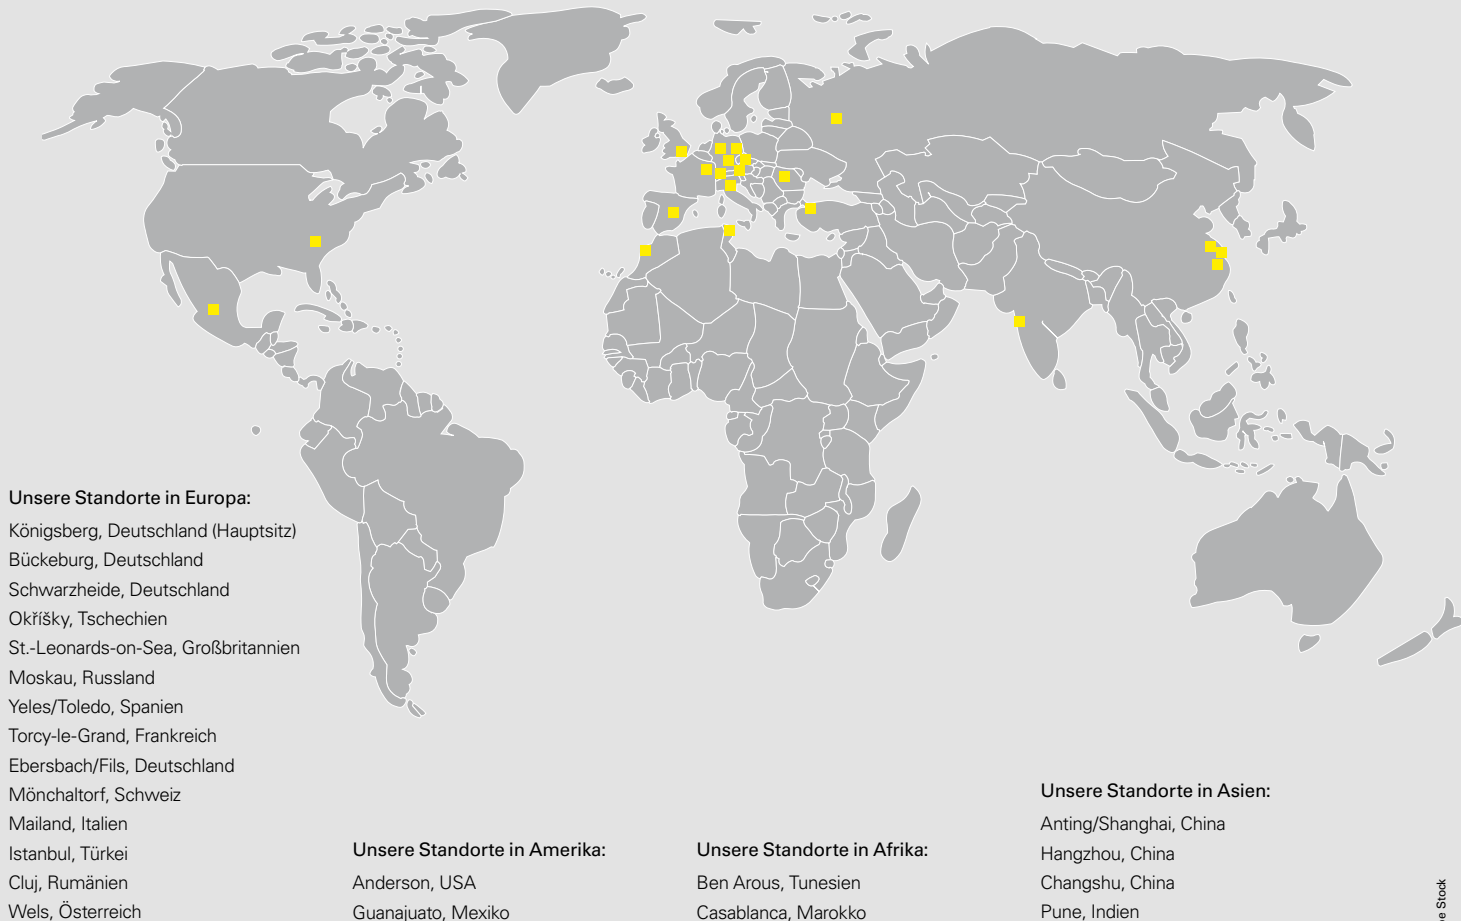 Unsere Standorte in Europa:
Königsberg, Deutschland (Hauptsitz)
Bückeburg, Deutschland
Schwarzheide, Deutschland
Okříšky, Tschechien
St.-Leonards-on-Sea, Großbritannien
Moskau, Russland
Yeles/Toledo, Spanien
Torcy-le-Grand, Frankreich
Ebersbach/Fils, Deutschland
Mönchaltorf, Schweiz
Mailand, Italien
Istanbul, Türkei
Cluj, Rumänien
Wels, Österreich
Unsere Standorte in Amerika:
Anderson, USA
Guanajuato, Mexiko
Unsere Standorte in Afrika:
Ben Arous, Tunesien
Casablanca, Marokko
Unsere Standorte in Asien:
Anting/Shanghai, China
Hangzhou, China
Changshu, China
Pune, Indien
Stock